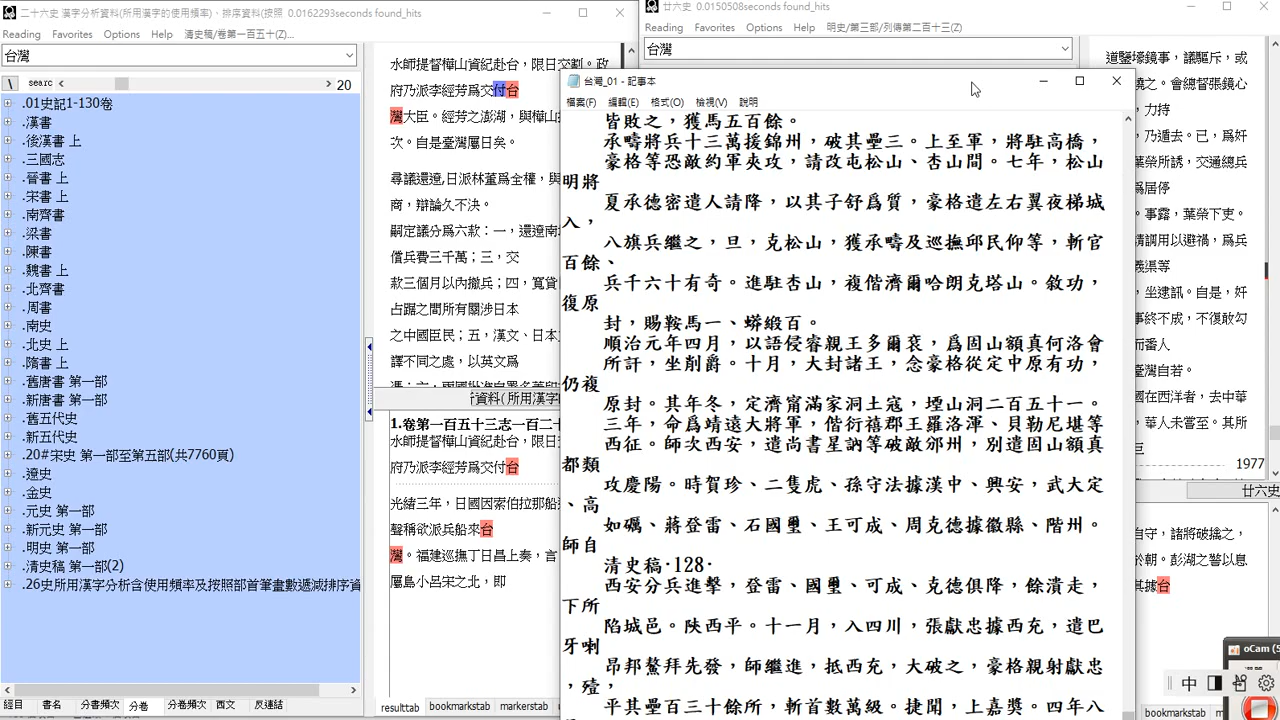 二十六史 漢字分析資料(所用漢字的使用頻率)、排序資料(按照 0.0162293seconds found_hits
Reading Favorites Options Help 清史稿/卷第一百五十(Z)...
台灣
\ searc < > 20
.01史記1-130卷
.漢書
.後漢書 上
.三國志
.晉書 上
.宋書 上
.南齊書
.梁書
.陳書
.魏書 上
.北齊書
.周書
.南史
.北史 上
.隋書 上
.舊唐書 第一部
.新唐書 第一部
.舊五代史
.新五代史
.20#宋史 第一部至第五部(共7760頁)
.遼史
.金史
.元史 第一部
.新元史 第一部
.明史 第一部
.清史稿 第一部(2)
.26史所用漢字分析含使用頻率及按照部首筆畫數遞減排序資
經目 書名 分書頻次 分卷 分卷頻次 西文 反連結
水師提督樺山資紀赴台，限日交割。政
府乃派李經芳爲交付台
灣大臣。經芳之澎湖，與樺山
次。自是臺灣屬日矣。
尋議還遼,日派林董爲全權，與
商，辯論久不決。
嗣定議分爲六款：一，還遼南
償兵費三千萬；三，交
款三個月以內撤兵；四，寬貸
占踞之間所有關涉日本
之中國臣民；五，漢文、日本
譯不同之處，以英文爲
資料(所用漢字
1.卷第一百五十三志一百二十
水師提督樺山資紀赴台，限日
府乃派李經芳爲交付台
光緒三年，日國因索伯拉那船
聲稱欲派兵船來台
灣。福建巡撫丁日昌上奏，言
屬島小呂宋之北，即
resulttab bookmarkstab markerstab
廿六史 0.0150508seconds found_hits
Reading Favorites Options Help 明史/第三部/列傳第二百十三(Z)
台灣
台灣_01 - 記事本
檔案(F) 編輯(E) 格式(O) 檢視(V) 說明
皆敗之，獲馬五百餘。
承疇將兵十三萬援錦州，破其壘三。上至軍，將駐高橋，
豪格等恐敵約軍夾攻，請改屯松山、杏山間。七年，松山
明將
夏承德密遣人請降，以其子舒爲質，豪格遣左右翼夜梯城
入，
八旗兵繼之，旦，克松山，獲承疇及巡撫邱民仰等，斬官
百餘、
兵千六十有奇。進駐杏山，複偕濟爾哈朗克塔山。敘功，
復原
封，賜鞍馬一、蟒緞百。
順治元年四月，以語侵睿親王多爾袞，爲固山額真何洛會
所訐，坐削爵。十月，大封諸王，念豪格從定中原有功，
仍複
原封。其年冬，定濟甯滿家洞土寇，堙山洞二百五十一。
三年，命爲靖遠大將軍，偕衍禧郡王羅洛渾、貝勒尼堪等
西征。師次西安，遣尚書星訥等破敵邠州，別遣固山額真
都類
攻慶陽。時賀珍、二隻虎、孫守法據漢中、興安，武大定
、高
如礪、蔣登雷、石國璽、王可成、周克德據徽縣、階州。
師自
清史稿·128·
西安分兵進擊，登雷、國璽、可成、克德俱降，餘潰走，
下所
陷城邑。陝西平。十一月，入四川，張獻忠據西充，遣巴
牙喇
昂邦鰲拜先發，師繼進，抵西充，大破之，豪格親射獻忠
，殪，
平其壘百三十餘所，斬首數萬級。捷聞，上嘉獎。四年八
道鑒接鏡事，議驅斥，或
之。會總督張鏡心
力持
，乃遁去。已，爲奸
葉所誘，交通總兵
爲居停
。事露，葉榮下吏。
請調用以避禍，爲兵
義渠等
，坐逮訊。自是，奸
事終不成，不復敢勾
而番人
臺灣自若。
國在西洋者，去中華
，華人未嘗至。其所
1977
廿六史
自守，諸將破擒之，
於朝。彭湖之警以息
其據台
bookmarkstab
oCam (5
中